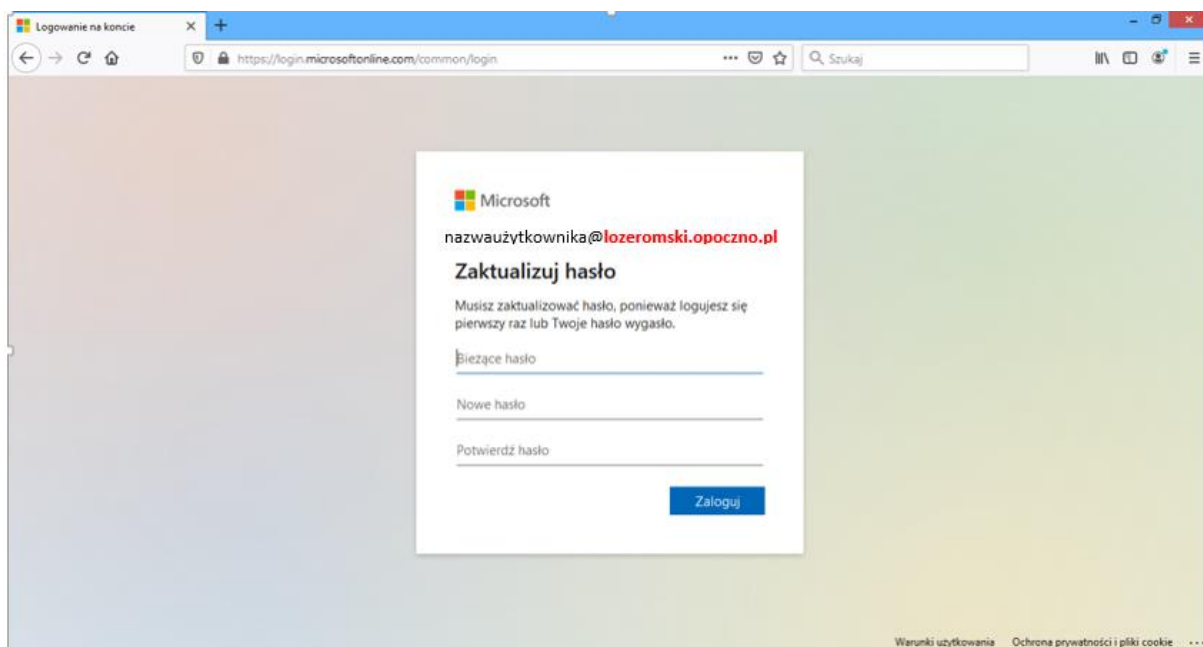 Logowanie na koncie
https://login.microsoftonline.com/common/login
Szukaj
Microsoft
nazwaużytkownika@lozeromski.opoczno.pl
Zaktualizuj hasło
Musisz zaktualizować hasło, ponieważ logujesz się
pierwszy raz lub Twoje hasło wygasło.
Bieżące hasło
Nowe hasło
Potwierdź hasło
Zaloguj
Warunki użytkowania Ochrona prywatności i pliki cookie ...